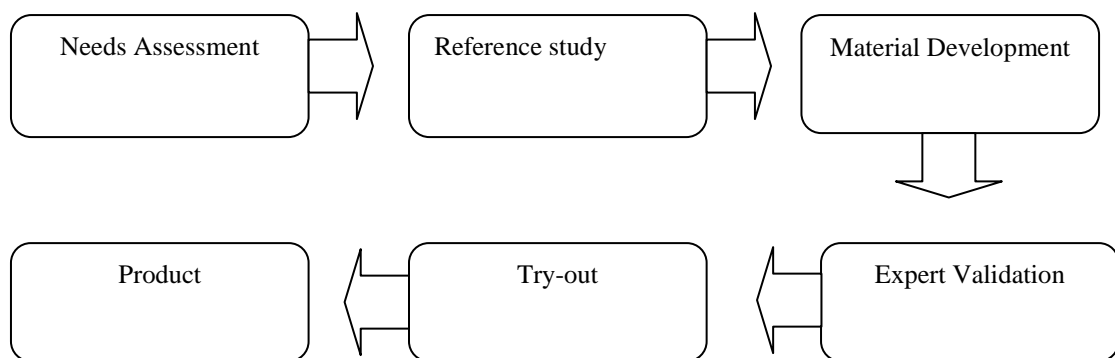 Needs Assessment
Reference study
Material Development
Product
Try-out
Expert Validation